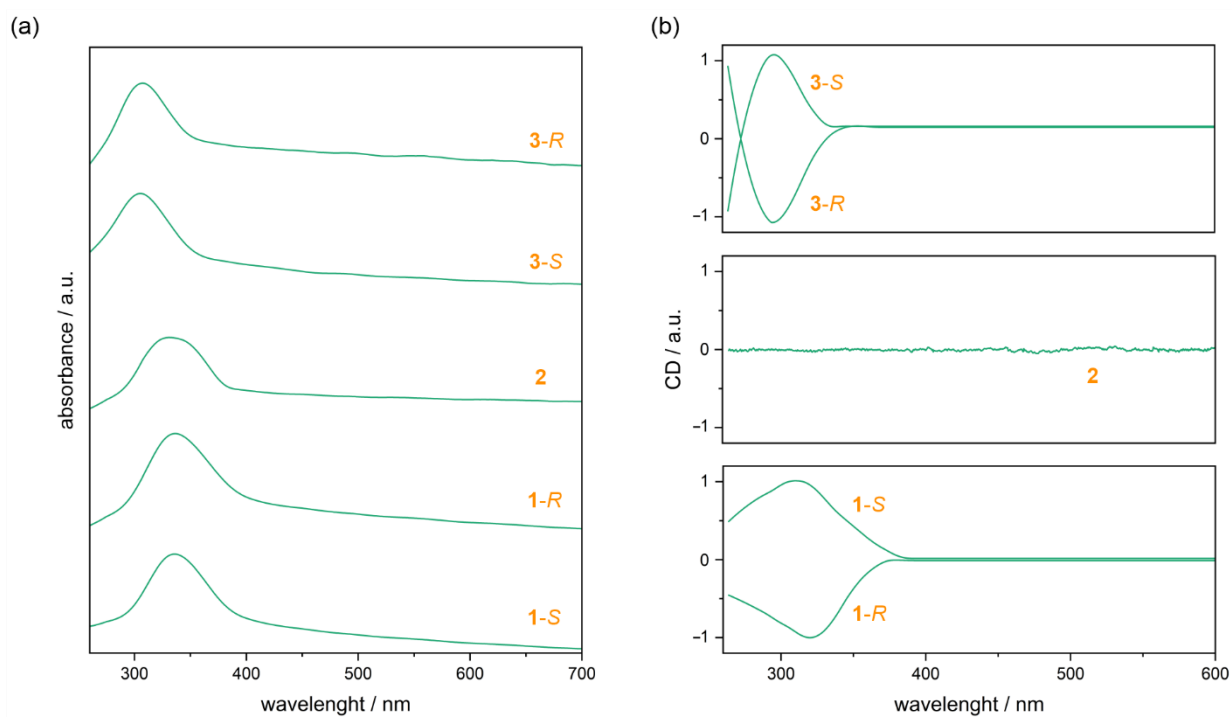 (a)
absorbance / a.u.
3-R
3-S
2
1-R
1-S
300 400 500 600 700
wavelenght / nm
(b)
CD / a.u.
1
0
−1
3-S
3-R
1
0
−1
2
1
0
−1
1-S
1-R
300 400 500 600
wavelenght / nm